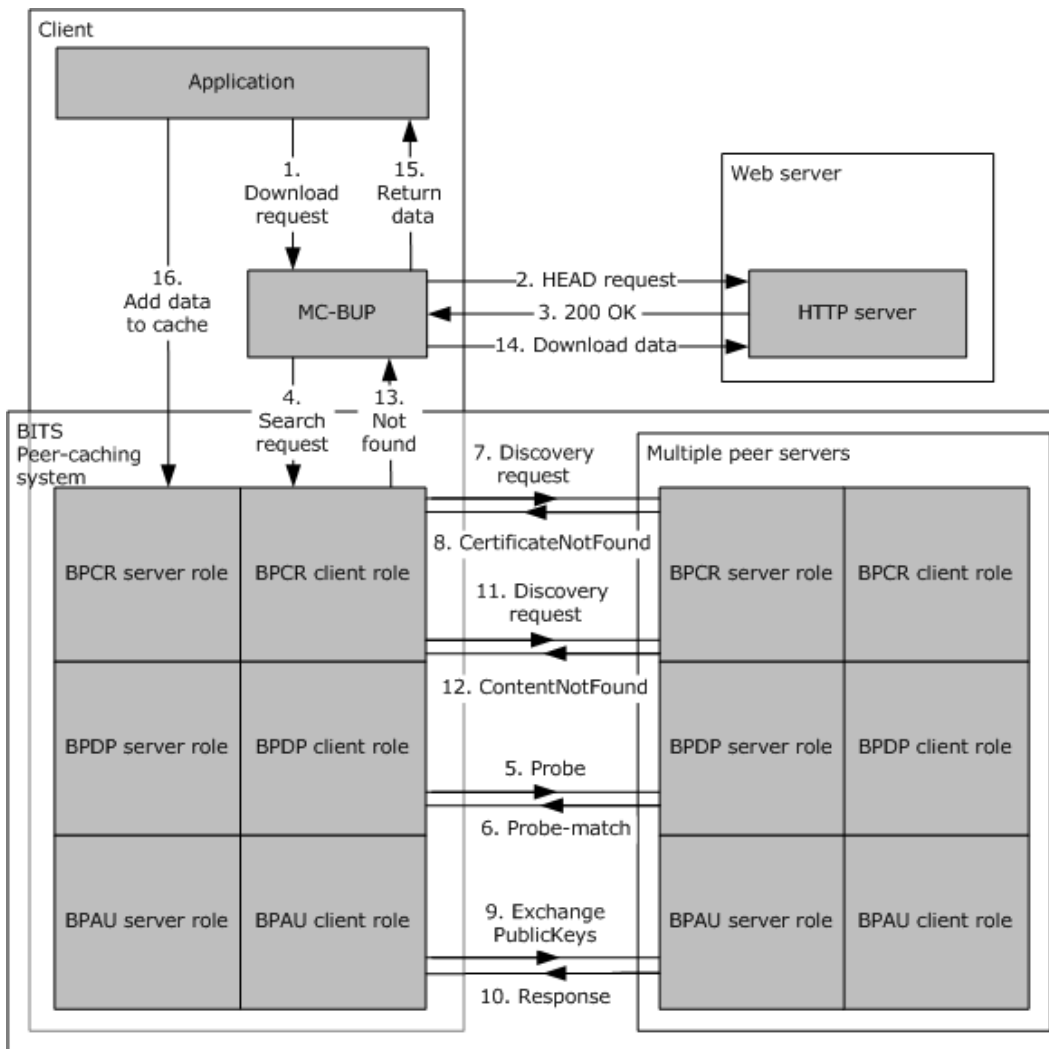 Client
Application
1.
Download
request
15.
Return
data
Web server
16.
Add data
to cache
MC-BUP
2. HEAD request
3. 200 OK
14. Download data
HTTP server
4.
Search
request
13.
Not
found
BITS
Peer-caching
system
7. Discovery
request
Multiple peer servers
8. CertificateNotFound
BPCR server role
BPCR client role
BPCR server role
BPCR client role
11. Discovery
request
12. ContentNotFound
BPDP server role
BPDP client role
BPDP server role
BPDP client role
5. Probe
6. Probe-match
BPAU server role
BPAU client role
9. Exchange
PublicKeys
BPAU server role
BPAU client role
10. Response